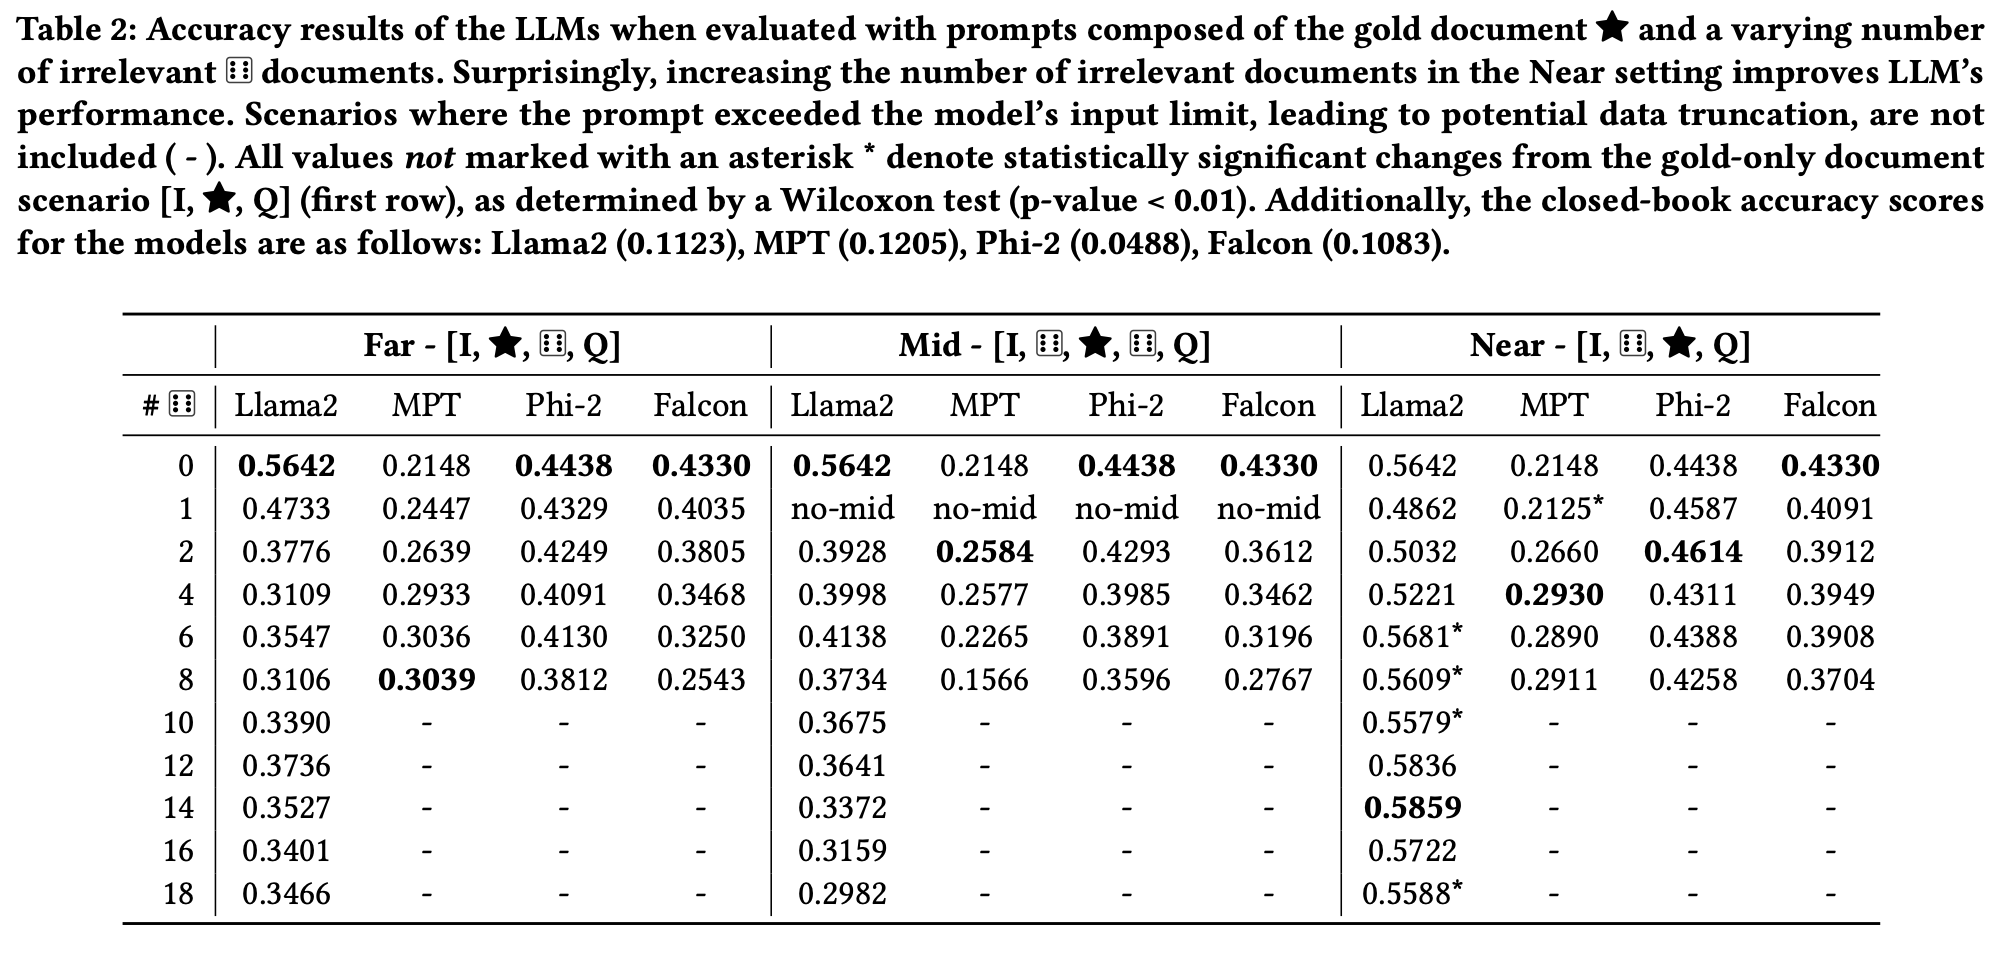 Table 2: Accuracy results of the LLMs when evaluated with prompts composed of the gold document ★ and a varying number
of irrelevant ⚅ documents. Surprisingly, increasing the number of irrelevant documents in the Near setting improves LLM’s
performance. Scenarios where the prompt exceeded the model’s input limit, leading to potential data truncation, are not
included ( - ). All values not marked with an asterisk * denote statistically significant changes from the gold-only document
scenario [I, ★, Q] (first row), as determined by a Wilcoxon test (p-value < 0.01). Additionally, the closed-book accuracy scores
for the models are as follows: Llama2 (0.1123), MPT (0.1205), Phi-2 (0.0488), Falcon (0.1083).
Far - [I, ★, ⚅, Q] Mid - [I, ⚅, ★, ⚅, Q] Near - [I, ⚅, ★, Q]
# ⚅ Llama2 MPT Phi-2 Falcon Llama2 MPT Phi-2 Falcon Llama2 MPT Phi-2 Falcon
0 0.5642 0.2148 0.4438 0.4330 0.5642 0.2148 0.4438 0.4330 0.5642 0.2148 0.4438 0.4330
1 0.4733 0.2447 0.4329 0.4035 no-mid no-mid no-mid no-mid 0.4862 0.2125* 0.4587 0.4091
2 0.3776 0.2639 0.4249 0.3805 0.3928 0.2584 0.4293 0.3612 0.5032 0.2660 0.4614 0.3912
4 0.3109 0.2933 0.4091 0.3468 0.3998 0.2577 0.3985 0.3462 0.5221 0.2930 0.4311 0.3949
6 0.3547 0.3036 0.4130 0.3250 0.4138 0.2265 0.3891 0.3196 0.5681* 0.2890 0.4388 0.3908
8 0.3106 0.3039 0.3812 0.2543 0.3734 0.1566 0.3596 0.2767 0.5609* 0.2911 0.4258 0.3704
10 0.3390 - - - 0.3675 - - - 0.5579* - - -
12 0.3736 - - - 0.3641 - - - 0.5836 - - -
14 0.3527 - - - 0.3372 - - - 0.5859 - - -
16 0.3401 - - - 0.3159 - - - 0.5722 - - -
18 0.3466 - - - 0.2982 - - - 0.5588* - - -